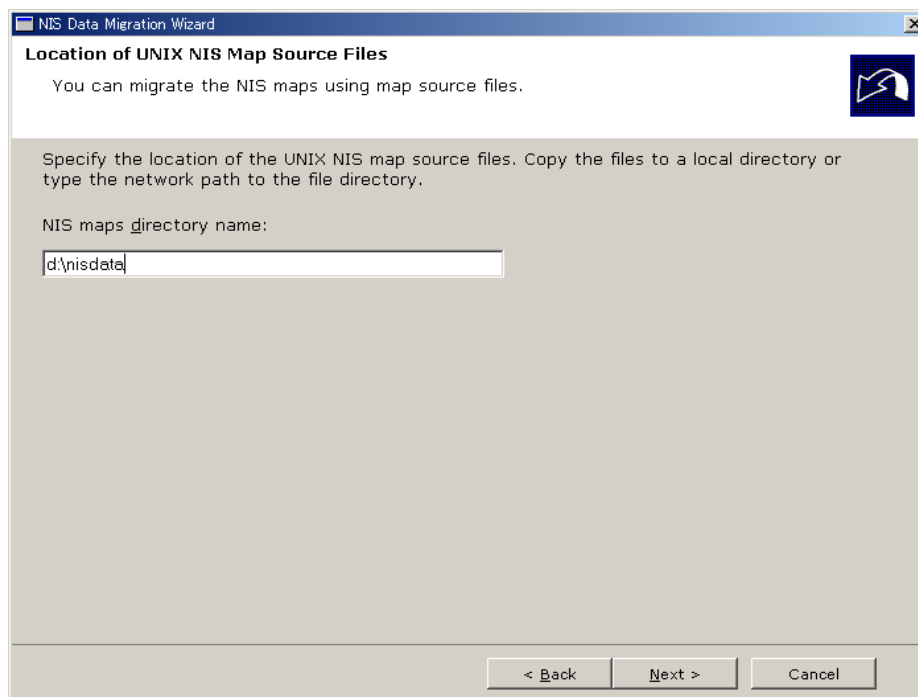 NIS Data Migration Wizard
Location of UNIX NIS Map Source Files
You can migrate the NIS maps using map source files.
Specify the location of the UNIX NIS map source files. Copy the files to a local directory or
type the network path to the file directory.
NIS maps directory name:
d:\nisdata
< Back
Next >
Cancel